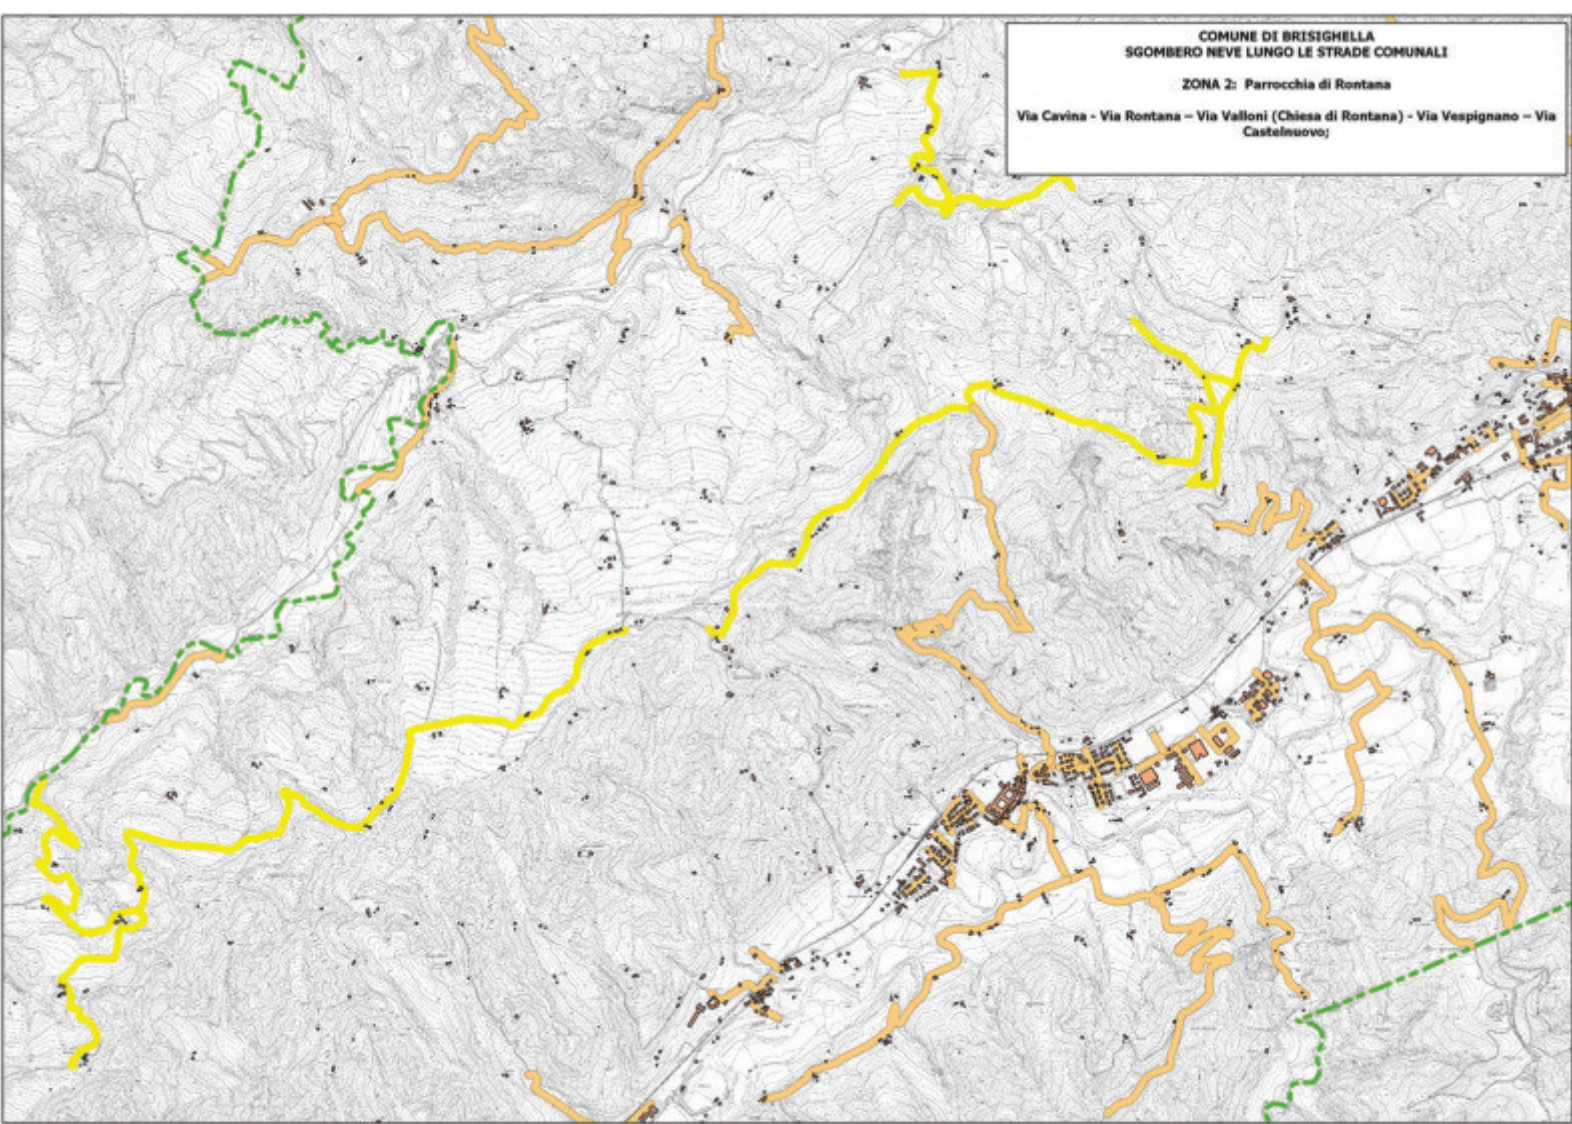 COMUNE DI BRISIGHELLA
SGOMBERO NEVE LUNGO LE STRADE COMUNALI
ZONA 2: Parrocchia di Rontana
Via Cavina - Via Rontana – Via Valloni (Chiesa di Rontana) - Via Vespignano – Via
Castelnuovo;